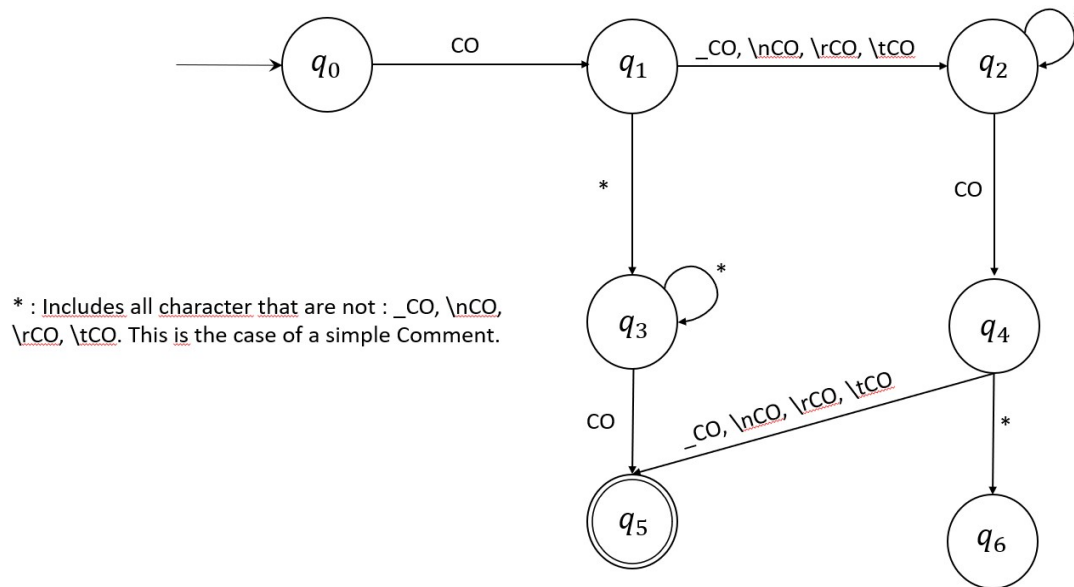 CO
_CO, \nCO, \rCO, \tCO
q0
q1
q2
*
CO
*
* : Includes all character that are not : _CO, \nCO,
\rCO, \tCO. This is the case of a simple Comment.
q3
q4
_CO, \nCO, \rCO, \tCO
CO
*
q5
q6